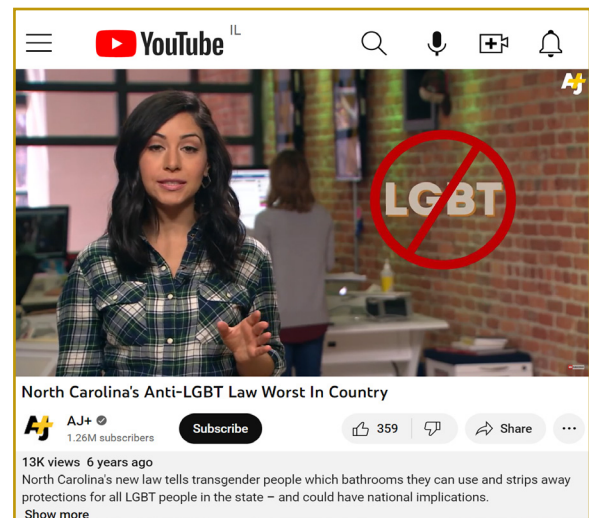 YouTube IL
LGBT
North Carolina's Anti-LGBT Law Worst In Country
AJ+
1.26M subscribers
Subscribe
359
Share
13K views 6 years ago
North Carolina's new law tells transgender people which bathrooms they can use and strips away
protections for all LGBT people in the state – and could have national implications.
Show more